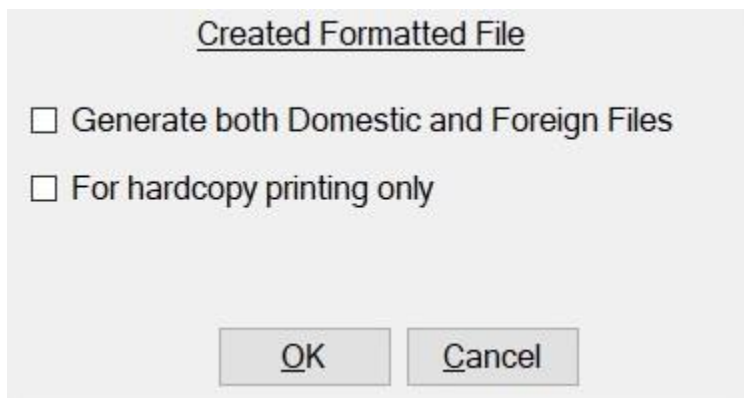 Created Formatted File
Generate both Domestic and Foreign Files
For hardcopy printing only
OK
Cancel